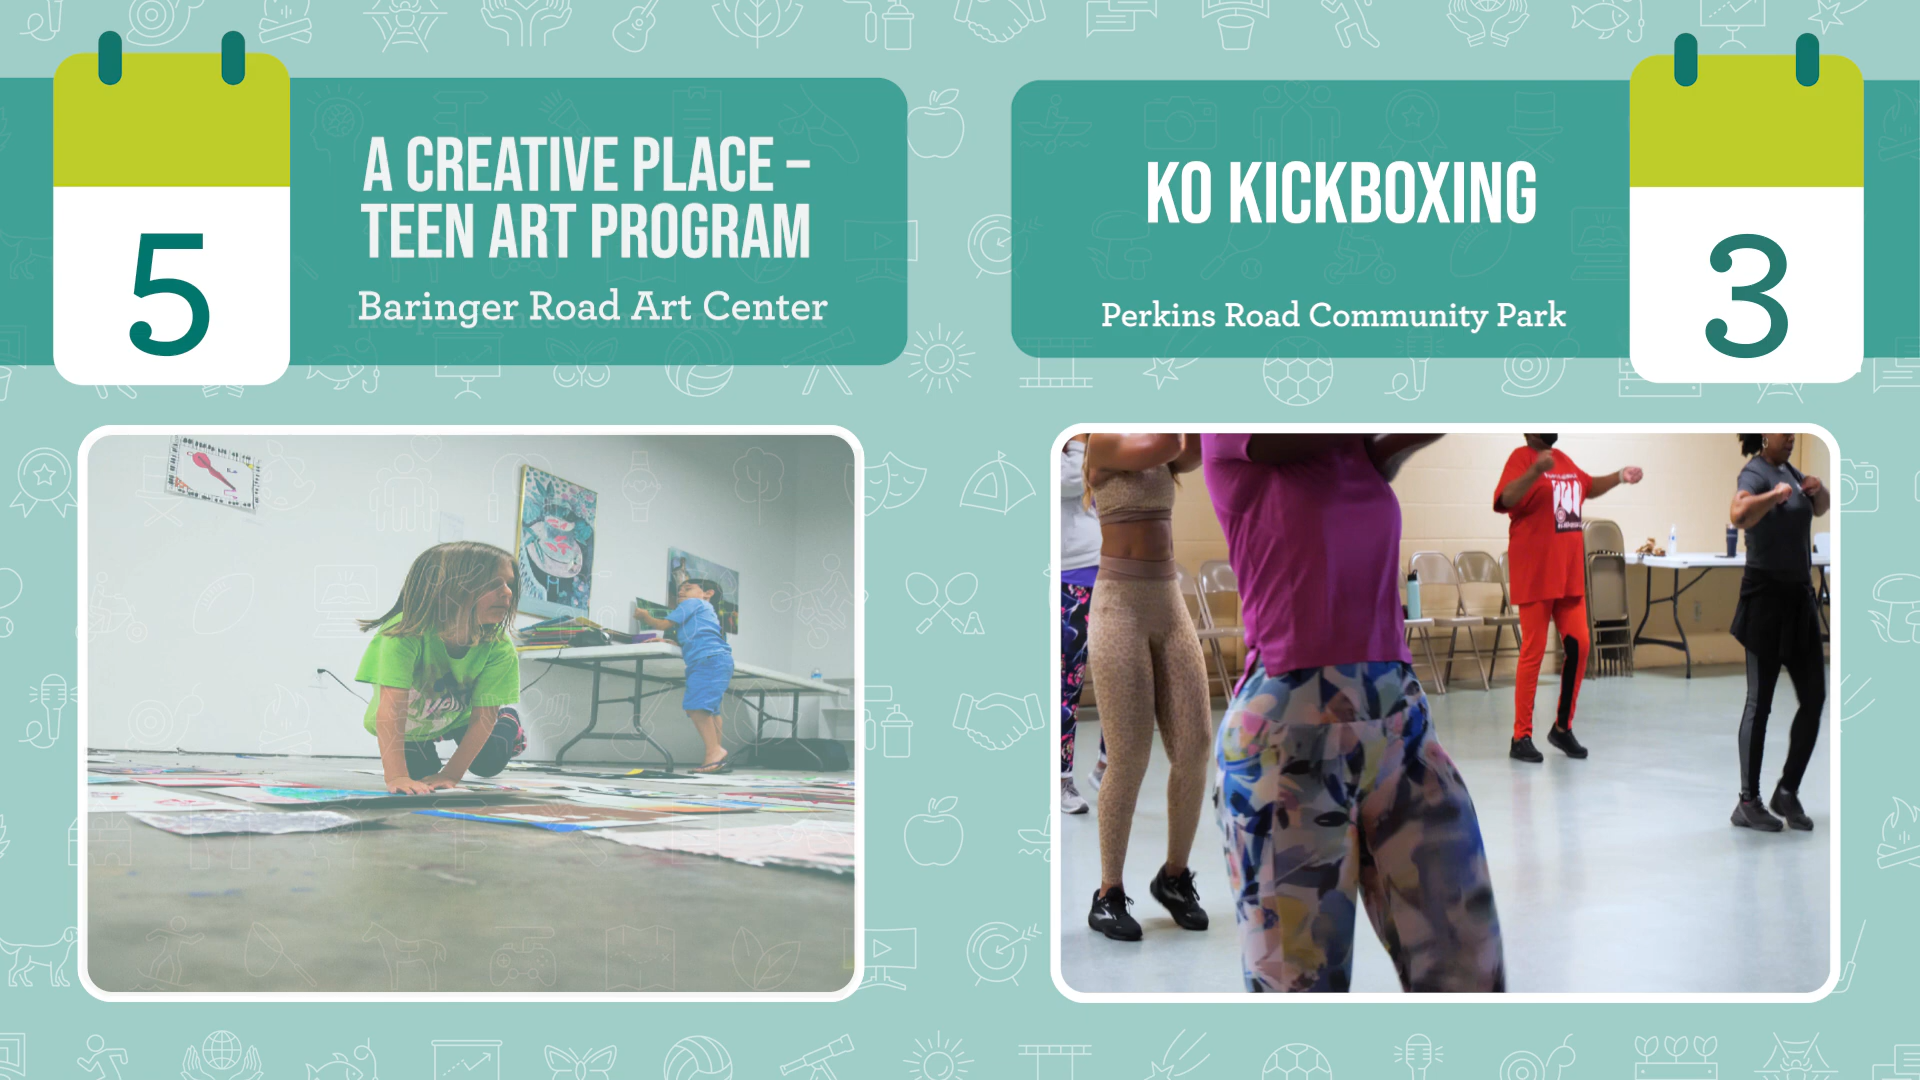 5
A CREATIVE PLACE –
TEEN ART PROGRAM
Baringer Road Art Center
KO KICKBOXING
Perkins Road Community Park
3